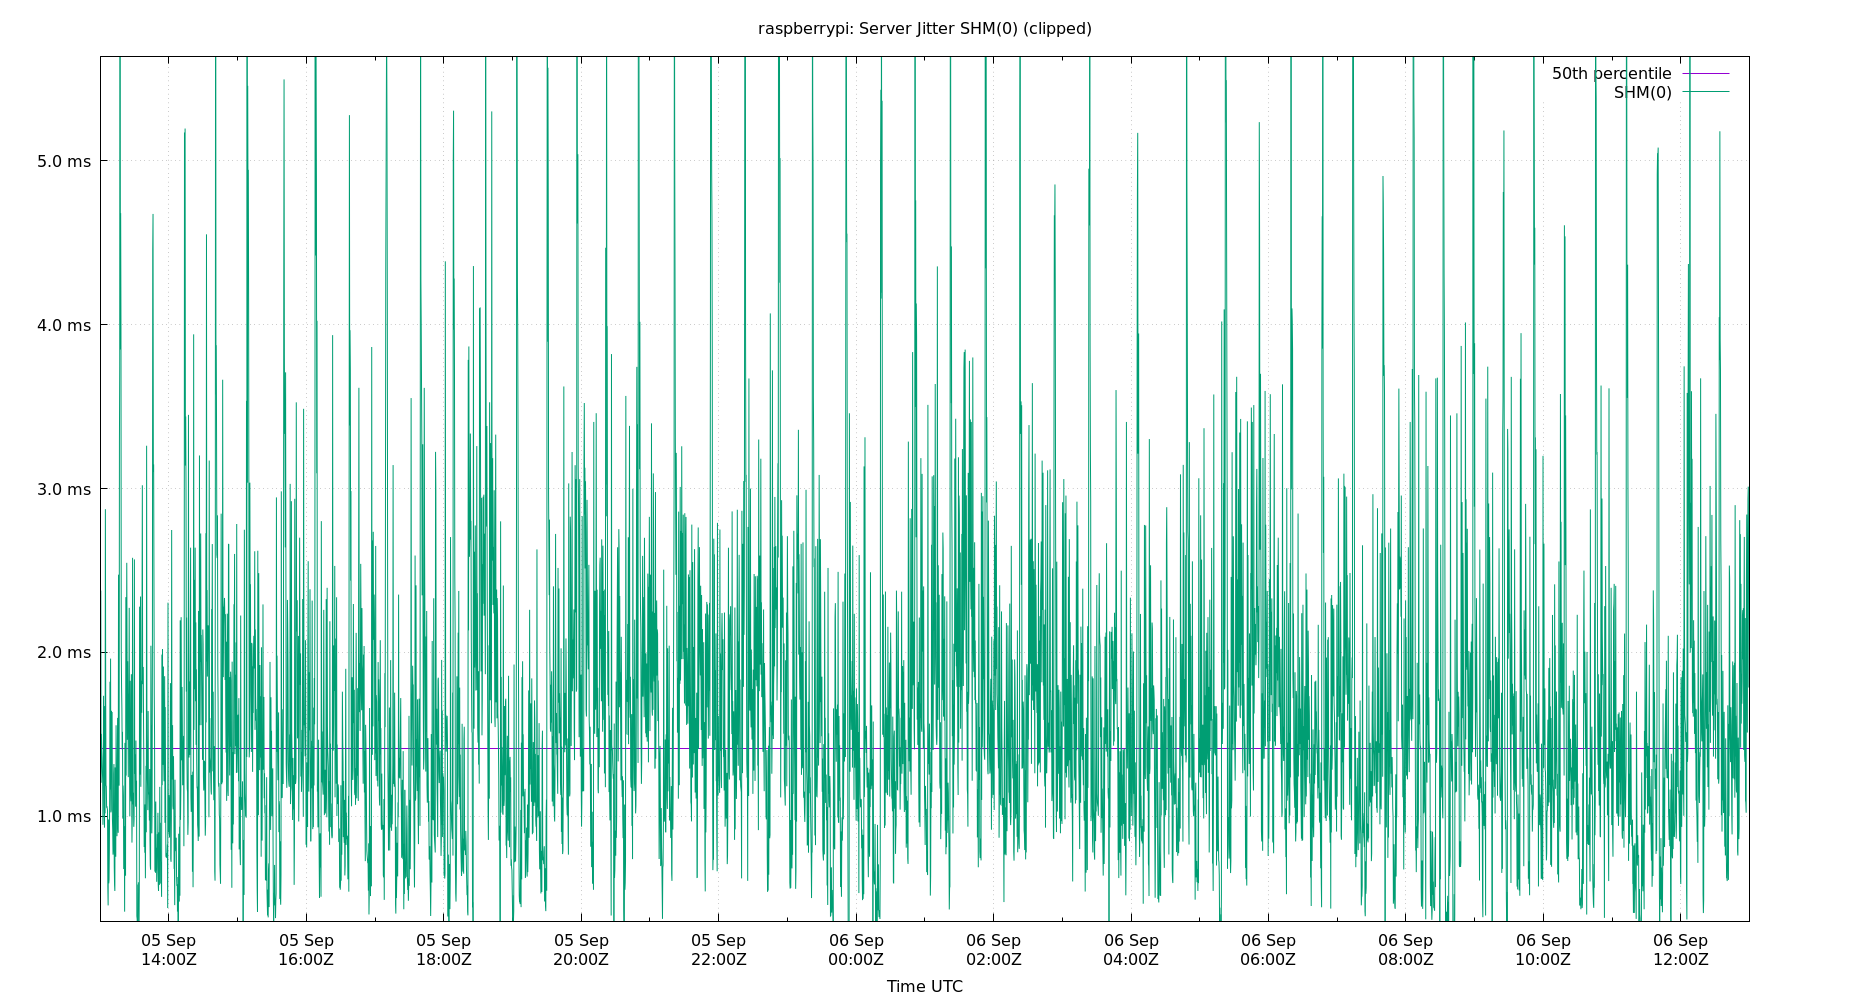 raspberrypi: Server Jitter SHM(0) (clipped)
50th percentile
SHM(0)
5.0 ms
4.0 ms
3.0 ms
2.0 ms
1.0 ms
05 Sep 05 Sep 05 Sep 05 Sep 05 Sep 06 Sep 06 Sep 06 Sep 06 Sep 06 Sep 06 Sep 06 Sep
14:00Z 16:00Z 18:00Z 20:00Z 22:00Z 00:00Z 02:00Z 04:00Z 06:00Z 08:00Z 10:00Z 12:00Z
Time UTC